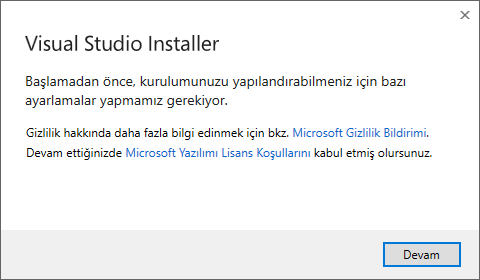 Visual Studio Installer
Başlamadan önce, kurulumunuzu yapılandırabilmeniz için bazı
ayarlamalar yapmamız gerekiyor.
Gizlilik hakkında daha fazla bilgi edinmek için bkz. Microsoft Gizlilik Bildirimi.
Devam ettiğinizde Microsoft Yazılımı Lisans Koşullarını kabul etmiş olursunuz.
Devam